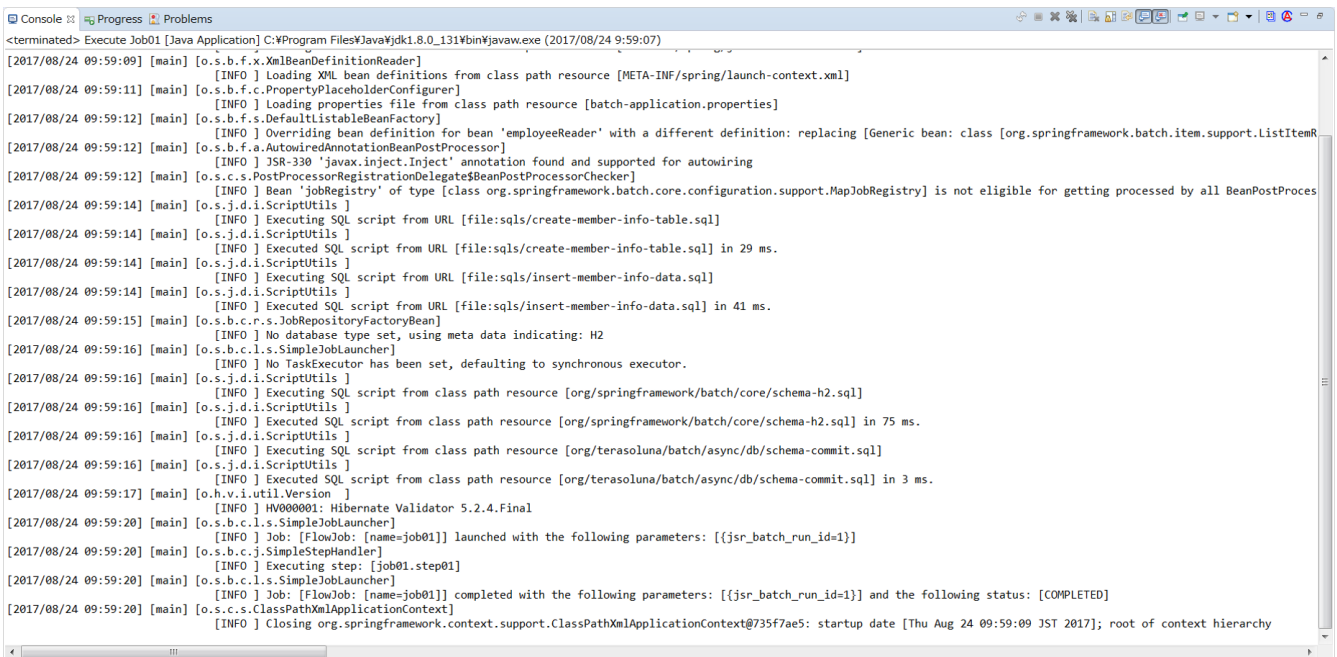 Console Progress Problems
<terminated> Execute Job01 [Java Application] C:¥Program Files¥Java¥jdk1.8.0_131¥bin¥javaw.exe (2017/08/24 9:59:07)
[2017/08/24 09:59:09] [main] [o.s.b.f.x.XmlBeanDefinitionReader]
[INFO ] Loading XML bean definitions from class path resource [META-INF/spring/launch-context.xml]
[2017/08/24 09:59:11] [main] [o.s.b.f.c.PropertyPlaceholderConfigurer]
[INFO ] Loading properties file from class path resource [batch-application.properties]
[2017/08/24 09:59:12] [main] [o.s.b.f.s.DefaultListableBeanFactory]
[INFO ] Overriding bean definition for bean 'employeeReader' with a different definition: replacing [Generic bean: class [org.springframework.batch.item.support.ListItemR
[2017/08/24 09:59:12] [main] [o.s.b.f.a.AutowiredAnnotationBeanPostProcessor]
[INFO ] JSR-330 'javax.inject.Inject' annotation found and supported for autowiring
[2017/08/24 09:59:12] [main] [o.s.c.s.PostProcessorRegistrationDelegate$BeanPostProcessorChecker]
[INFO ] Bean 'jobRegistry' of type [class org.springframework.batch.core.configuration.support.MapJobRegistry] is not eligible for getting processed by all BeanPostProces
[2017/08/24 09:59:14] [main] [o.s.j.d.i.ScriptUtils ]
[INFO ] Executing SQL script from URL [file:sqls/create-member-info-table.sql]
[2017/08/24 09:59:14] [main] [o.s.j.d.i.ScriptUtils ]
[INFO ] Executed SQL script from URL [file:sqls/create-member-info-table.sql] in 29 ms.
[2017/08/24 09:59:14] [main] [o.s.j.d.i.ScriptUtils ]
[INFO ] Executing SQL script from URL [file:sqls/insert-member-info-data.sql]
[2017/08/24 09:59:14] [main] [o.s.j.d.i.ScriptUtils ]
[INFO ] Executed SQL script from URL [file:sqls/insert-member-info-data.sql] in 41 ms.
[2017/08/24 09:59:15] [main] [o.s.b.c.r.s.JobRepositoryFactoryBean]
[INFO ] No database type set, using meta data indicating: H2
[2017/08/24 09:59:16] [main] [o.s.b.c.l.s.SimpleJobLauncher]
[INFO ] No TaskExecutor has been set, defaulting to synchronous executor.
[2017/08/24 09:59:16] [main] [o.s.j.d.i.ScriptUtils ]
[INFO ] Executing SQL script from class path resource [org/springframework/batch/core/schema-h2.sql]
[2017/08/24 09:59:16] [main] [o.s.j.d.i.ScriptUtils ]
[INFO ] Executed SQL script from class path resource [org/springframework/batch/core/schema-h2.sql] in 75 ms.
[2017/08/24 09:59:16] [main] [o.s.j.d.i.ScriptUtils ]
[INFO ] Executing SQL script from class path resource [org/terasoluna/batch/async/db/schema-commit.sql]
[2017/08/24 09:59:16] [main] [o.s.j.d.i.ScriptUtils ]
[INFO ] Executed SQL script from class path resource [org/terasoluna/batch/async/db/schema-commit.sql] in 3 ms.
[2017/08/24 09:59:17] [main] [o.h.v.i.util.Version ]
[INFO ] HV000001: Hibernate Validator 5.2.4.Final
[2017/08/24 09:59:20] [main] [o.s.b.c.l.s.SimpleJobLauncher]
[INFO ] Job: [FlowJob: [name=job01]] launched with the following parameters: [{jsr_batch_run_id=1}]
[2017/08/24 09:59:20] [main] [o.s.b.c.j.SimpleStepHandler]
[INFO ] Executing step: [job01.step01]
[2017/08/24 09:59:20] [main] [o.s.b.c.l.s.SimpleJobLauncher]
[INFO ] Job: [FlowJob: [name=job01]] completed with the following parameters: [{jsr_batch_run_id=1}] and the following status: [COMPLETED]
[2017/08/24 09:59:20] [main] [o.s.c.s.ClassPathXmlApplicationContext]
[INFO ] Closing org.springframework.context.support.ClassPathXmlApplicationContext@735f7ae5: startup date [Thu Aug 24 09:59:09 JST 2017]; root of context hierarchy